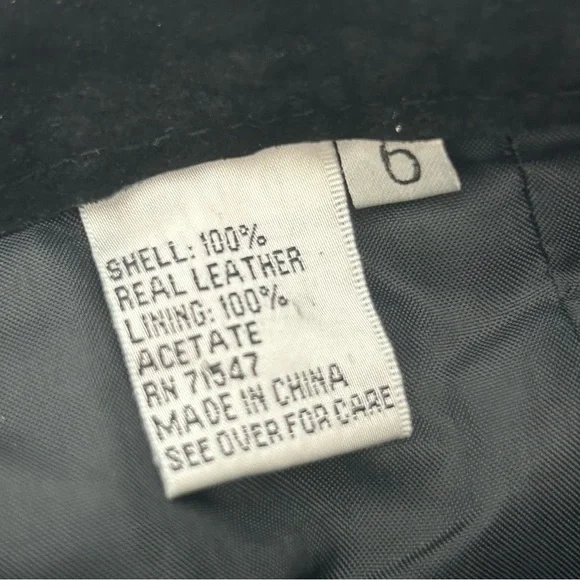 6
SHELL: 100%
REAL LEATHER
LINING: 100%
ACETATE
RN 71547
MADE IN CHINA
SEE OVER FOR CARE